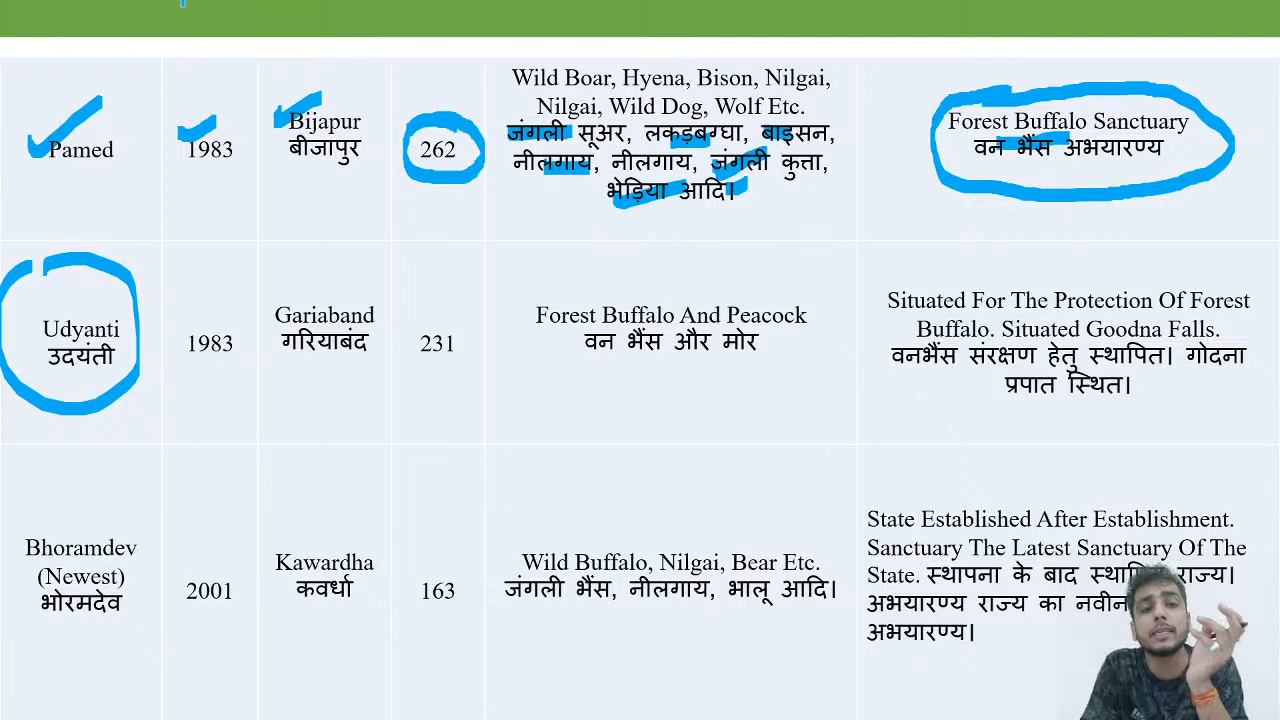 Pamed
1983
Bijapur
बीजापुर
262
Wild Boar, Hyena, Bison, Nilgai,
Nilgai, Wild Dog, Wolf Etc.
जंगली सूअर, लकड़बग्घा, बाइसन,
नीलगाय, नीलगाय, जंगली कुत्ता,
भेड़िया आदि।
Forest Buffalo Sanctuary
वन भैंस अभयारण्य
Udyanti
उदयंती
1983
Gariaband
गरियाबंद
231
Forest Buffalo And Peacock
वन भैंस और मोर
Situated For The Protection Of Forest
Buffalo. Situated Goodna Falls.
वनभैंस संरक्षण हेतु स्थापित। गोदना
प्रपात स्थित।
Bhoramdev
(Newest)
भोरमदेव
2001
Kawardha
कवर्धा
163
Wild Buffalo, Nilgai, Bear Etc.
जंगली भैंस, नीलगाय, भालू आदि।
State Established After Establishment.
Sanctuary The Latest Sanctuary Of The
State. स्थापना के बाद राज्य।
अभयारण्य राज्य का
अभयारण्य।